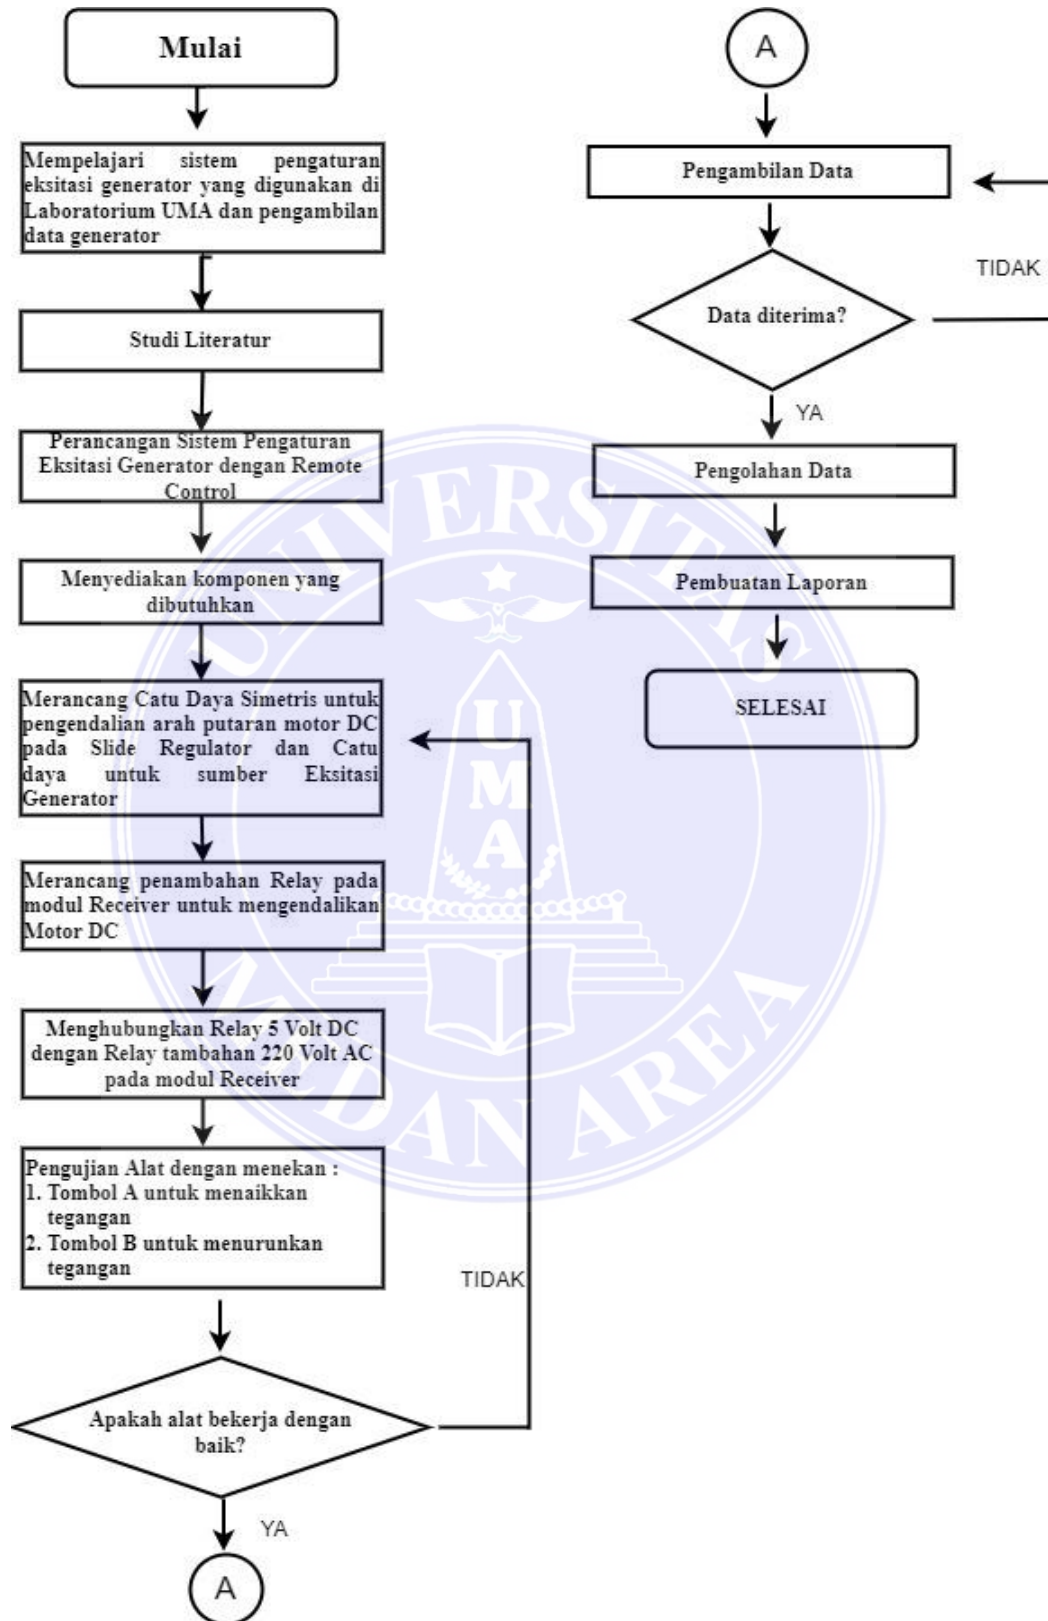 Mulai
Mempelajari sistem pengaturan
eksitasi generator yang digunakan di
Laboratorium UMA dan pengambilan
data generator
Studi Literatur
Perancangan Sistem Pengaturan
Eksitasi Generator dengan Remote
Control
Menyediakan komponen yang
dibutuhkan
Merancang Catu Daya Simetris untuk
pengendalian arah putaran motor DC
pada Slide Regulator dan Catu
daya untuk sumber Eksitasi
Generator
Merancang penambahan Relay pada
modul Receiver untuk mengendalikan
Motor DC
Menghubungkan Relay 5 Volt DC
dengan Relay tambahan 220 Volt AC
pada modul Receiver
Pengujian Alat dengan menekan :
1. Tombol A untuk menaikkan
tegangan
2. Tombol B untuk menurunkan
tegangan
TIDAK
Apakah alat bekerja dengan
baik?
YA
A
A
Pengambilan Data
TIDAK
Data diterima?
YA
Pengolahan Data
Pembuatan Laporan
SELESAI
UNIVERSITAS
MEDAN AREA
UMA